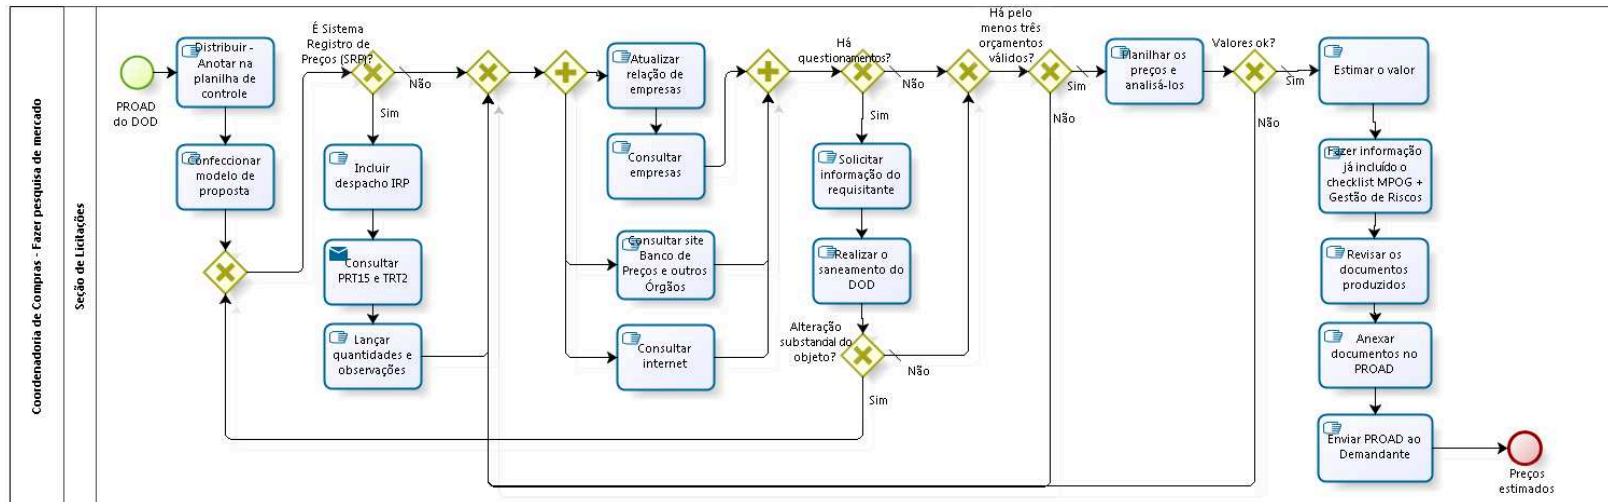 Coordenadoria de Compras - Fazer pesquisa de mercado
Seção de Licitações
PROAD
do DOD
Distribuir -
Anotar na
planilha de
controle
Confeccionar
modelo de
proposta
É Sistema
Registro de
Preços (SRP)?
Não
Sim
Incluir
despacho IRP
Consultar
PRT15 e TRT2
Lançar
quantidades e
observações
Atualizar
relação de
empresas
Consultar
empresas
Consultar site
Banco de
Preços e outros
Órgãos
Consultar
internet
Há
questionamentos?
Não
Sim
Solicitar
informação do
requisitante
Realizar o
saneamento do
DOD
Alteração
substancial do
objeto?
Não
Sim
Há pelo
menos três
orçamentos
válidos?
Sim
Não
Planilhar os
preços e
analisá-los
Valores ok?
Sim
Não
Estimar o valor
Fazer informação
já incluído o
checklist MPOG +
Gestão de Riscos
Revisar os
documentos
produzidos
Anexar
documentos no
PROAD
Enviar PROAD ao
Demandante
Preços
estimados